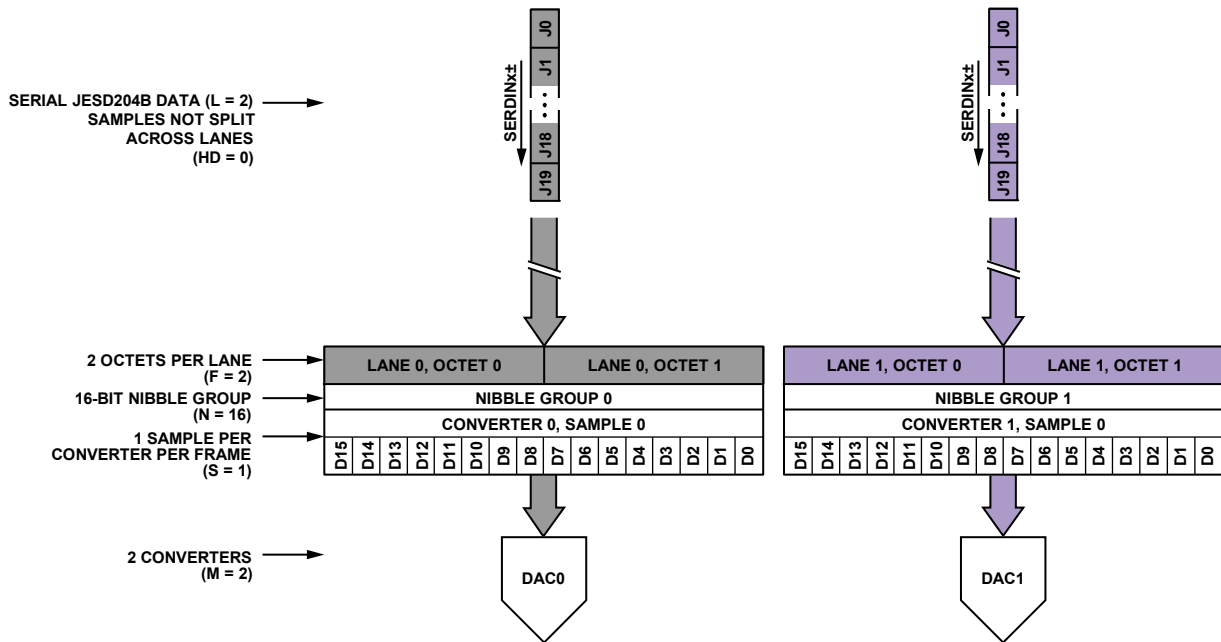 SERIAL JESD204B DATA (L = 2)
SAMPLES NOT SPLIT
ACROSS LANES
(HD = 0)
SERDINx±
J0
J1
J18
J19
SERDINx±
J0
J1
J18
J19
2 OCTETS PER LANE
(F = 2)
LANE 0, OCTET 0
LANE 0, OCTET 1
LANE 1, OCTET 0
LANE 1, OCTET 1
16-BIT NIBBLE GROUP
(N = 16)
NIBBLE GROUP 0
NIBBLE GROUP 1
1 SAMPLE PER
CONVERTER PER FRAME
(S = 1)
CONVERTER 0, SAMPLE 0
CONVERTER 1, SAMPLE 0
D15 D14 D13 D12 D11 D10 D9 D8 D7 D6 D5 D4 D3 D2 D1 D0
D15 D14 D13 D12 D11 D10 D9 D8 D7 D6 D5 D4 D3 D2 D1 D0
2 CONVERTERS
(M = 2)
DAC0
DAC1